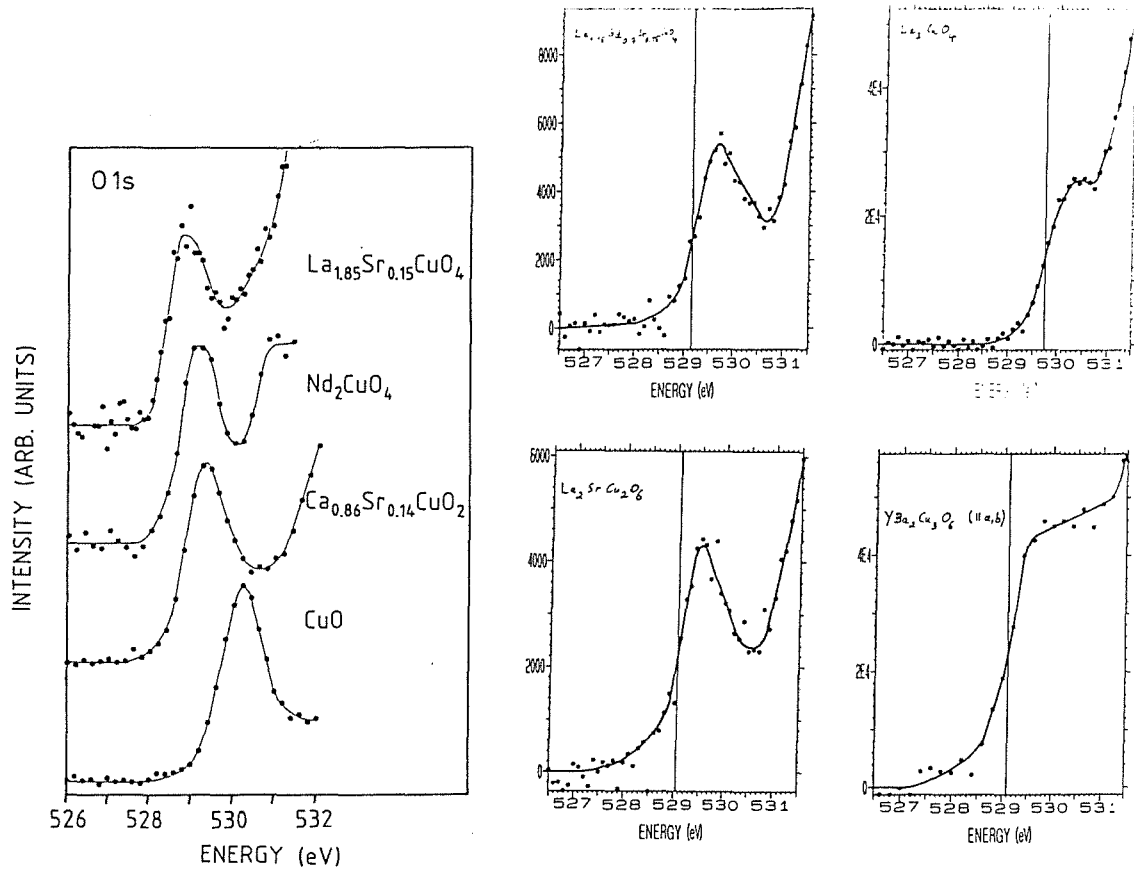 O1s
La1.85Sr0.15CuO4
Nd2CuO4
Ca0.86Sr0.14CuO2
CuO
INTENSITY (ARB. UNITS)
526 528 530 532
ENERGY (eV)
8000
6000
4000
2000
0
527 528 529 530 531
ENERGY (eV)
La2CuO4
4E4
2E4
0
527 528 529 530 531
La2SrCu2O6
6000
4000
2000
0
527 528 529 530 531
ENERGY (eV)
YBa2Cu3O6 (||a,b)
4E4
2E4
0
527 528 529 530 531
ENERGY (eV)